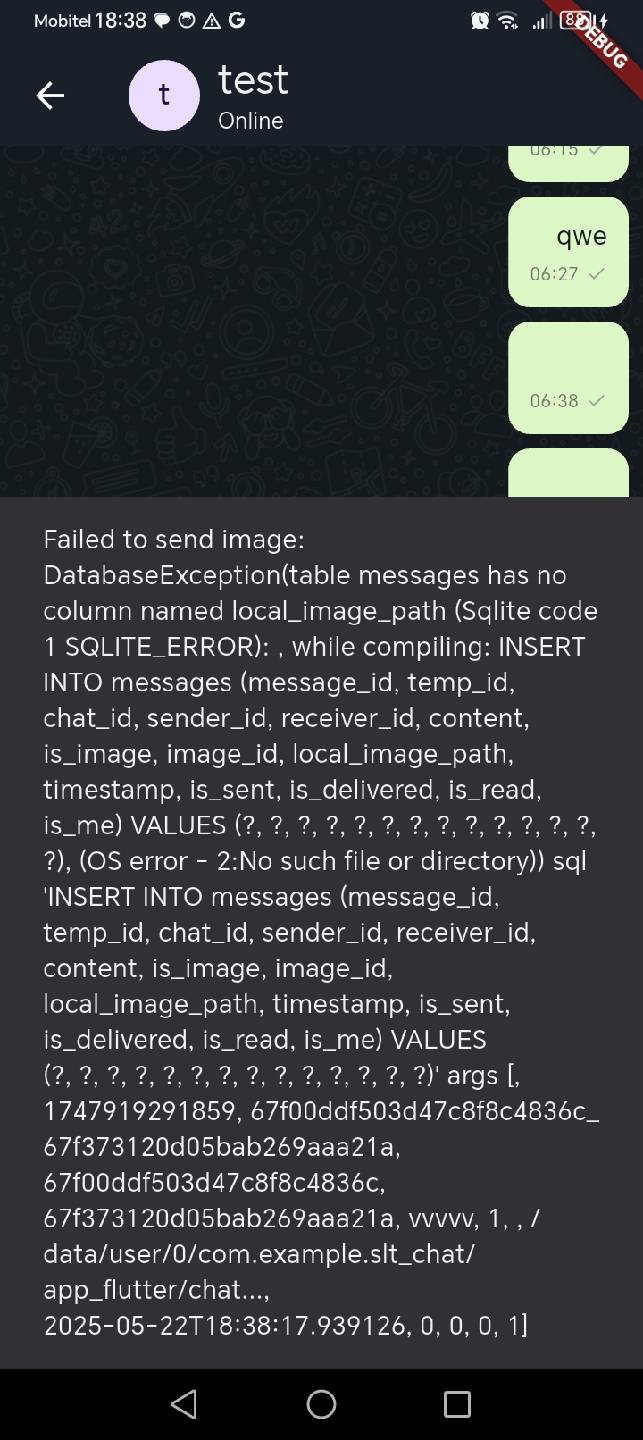 Mobitel 18:38
88
DEBUG
t
test
Online
06:15
qwe
06:27
06:38
Failed to send image:
DatabaseException(table messages has no
column named local_image_path (Sqlite code
1 SQLITE_ERROR): , while compiling: INSERT
INTO messages (message_id, temp_id,
chat_id, sender_id, receiver_id, content,
is_image, image_id, local_image_path,
timestamp, is_sent, is_delivered, is_read,
is_me) VALUES (?, ?, ?, ?, ?, ?, ?, ?, ?, ?, ?, ?, ?,
?), (OS error - 2:No such file or directory)) sql
'INSERT INTO messages (message_id,
temp_id, chat_id, sender_id, receiver_id,
content, is_image, image_id,
local_image_path, timestamp, is_sent,
is_delivered, is_read, is_me) VALUES
(?, ?, ?, ?, ?, ?, ?, ?, ?, ?, ?, ?, ?, ?)' args [,
1747919291859, 67f00ddf503d47c8f8c4836c_
67f373120d05bab269aaa21a,
67f00ddf503d47c8f8c4836c,
67f373120d05bab269aaa21a, vvvvv, 1, , /
data/user/0/com.example.slt_chat/
app_flutter/chat...,
2025-05-22T18:38:17.939126, 0, 0, 0, 1]